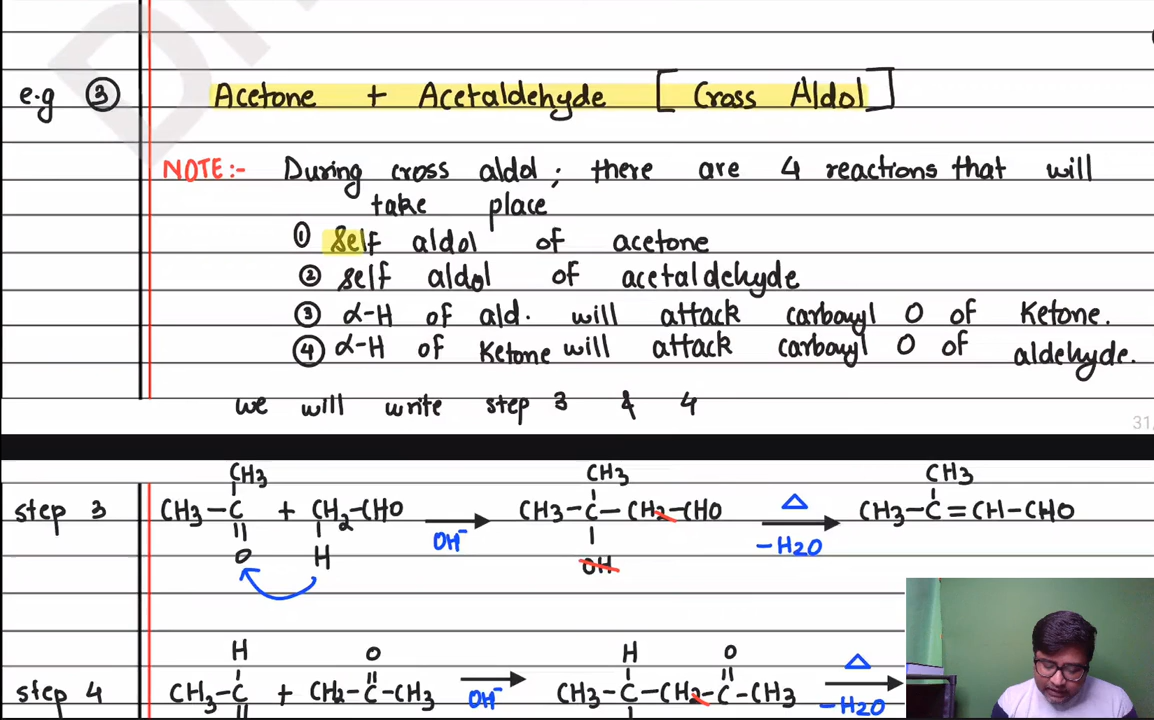 e.g ③ Acetone + Acetaldehyde [Cross Aldol]
NOTE:- During cross aldol ; there are 4 reactions that will
take place
① self aldol of acetone
② self aldol of acetaldehyde
③ α-H of ald. will attack carbonyl O of Ketone.
④ α-H of Ketone will attack carbonyl O of aldehyde.
we will write step 3 & 4
31,
CH3 CH3 CH3
step 3 CH3-C + CH2-CHO OH⁻ CH3-C-CH2-CHO Δ -H2O CH3-C=CH-CHO
O H OH
H O H O
step 4 CH3-C + CH2-C-CH3 OH⁻ CH3-C-CH2-C-CH3 Δ -H2O